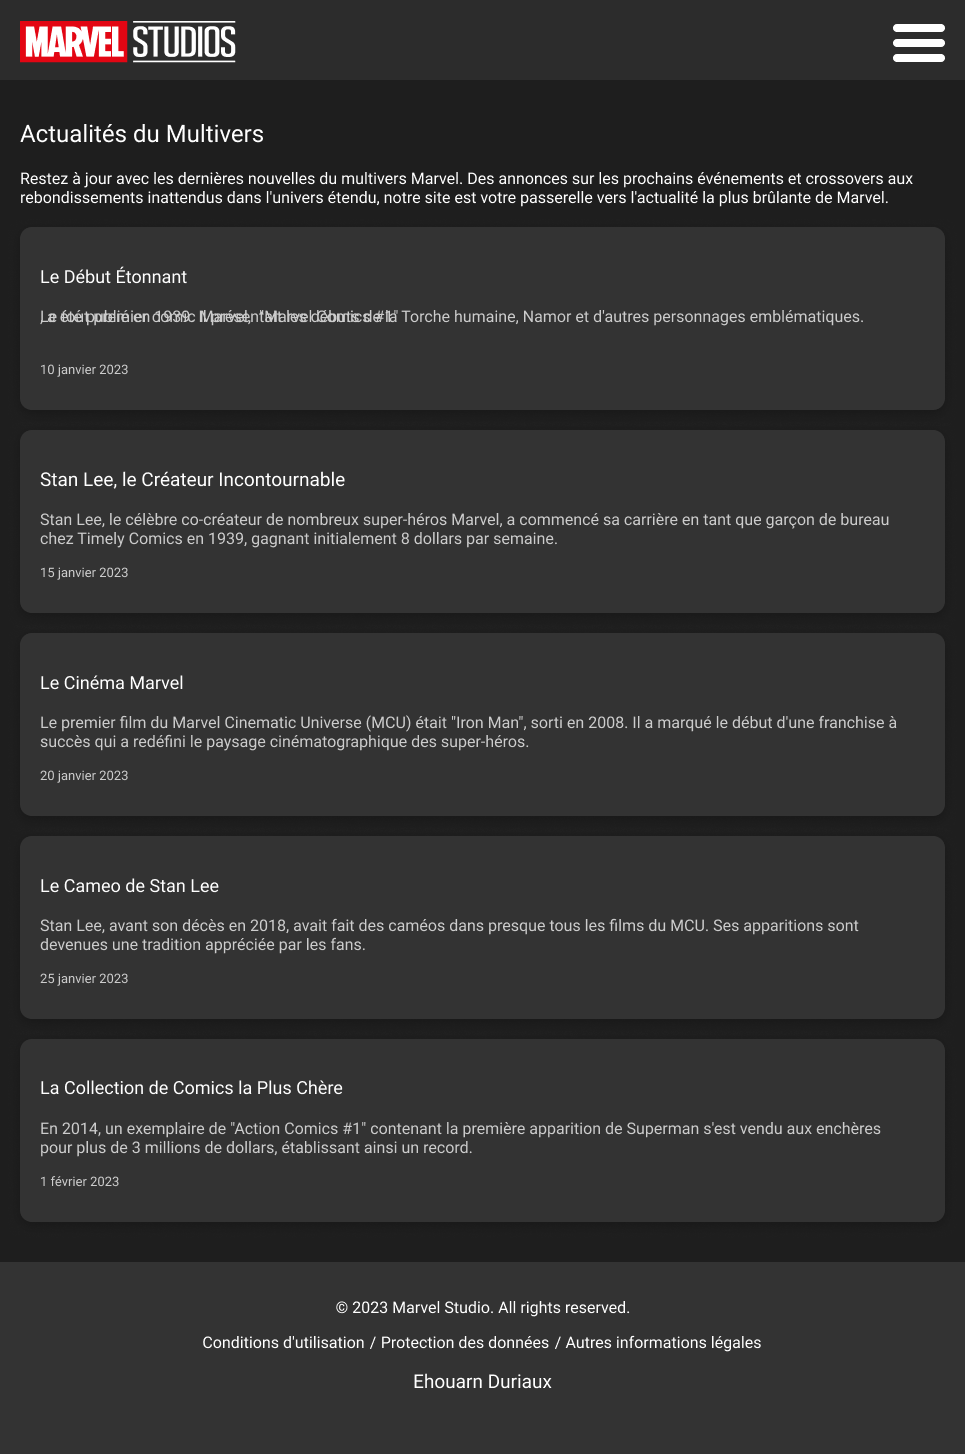 MARVEL STUDIOS
Actualités du Multivers
Restez à jour avec les dernières nouvelles du multivers Marvel. Des annonces sur les prochains événements et crossovers aux
rebondissements inattendus dans l'univers étendu, notre site est votre passerelle vers l'actualité la plus brûlante de Marvel.
Le Début Étonnant
Torche humaine, Namor et d'autres personnages emblématiques.
10 janvier 2023
Stan Lee, le Créateur Incontournable
Stan Lee, le célèbre co-créateur de nombreux super-héros Marvel, a commencé sa carrière en tant que garçon de bureau
chez Timely Comics en 1939, gagnant initialement 8 dollars par semaine.
15 janvier 2023
Le Cinéma Marvel
Le premier film du Marvel Cinematic Universe (MCU) était "Iron Man", sorti en 2008. Il a marqué le début d'une franchise à
succès qui a redéfini le paysage cinématographique des super-héros.
20 janvier 2023
Le Cameo de Stan Lee
Stan Lee, avant son décès en 2018, avait fait des caméos dans presque tous les films du MCU. Ses apparitions sont
devenues une tradition appréciée par les fans.
25 janvier 2023
La Collection de Comics la Plus Chère
En 2014, un exemplaire de "Action Comics #1" contenant la première apparition de Superman s'est vendu aux enchères
pour plus de 3 millions de dollars, établissant ainsi un record.
1 février 2023
© 2023 Marvel Studio. All rights reserved.
Conditions d'utilisation / Protection des données / Autres informations légales
Ehouarn Duriaux